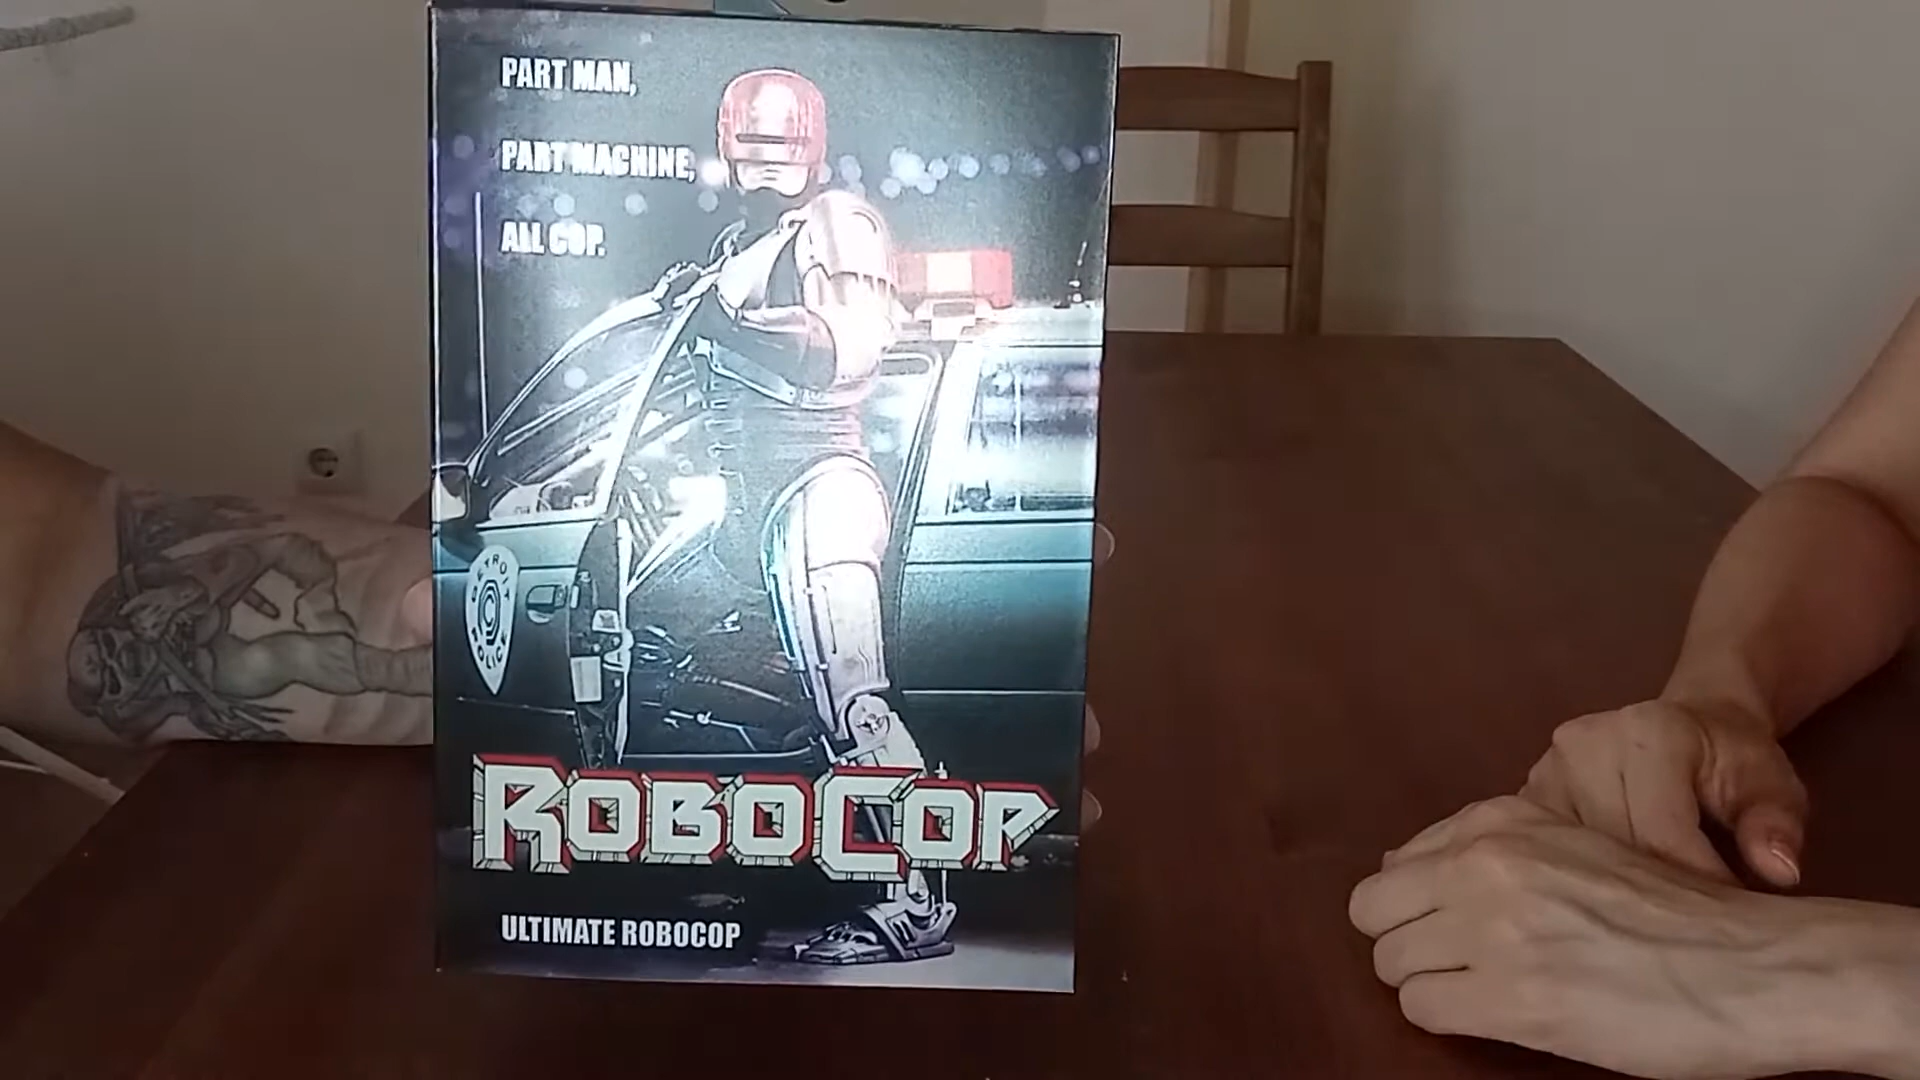 PART MAN,
PART MACHINE,
ALL COP.
DETROIT
POLICE
ROBOCOP
ULTIMATE ROBOCOP